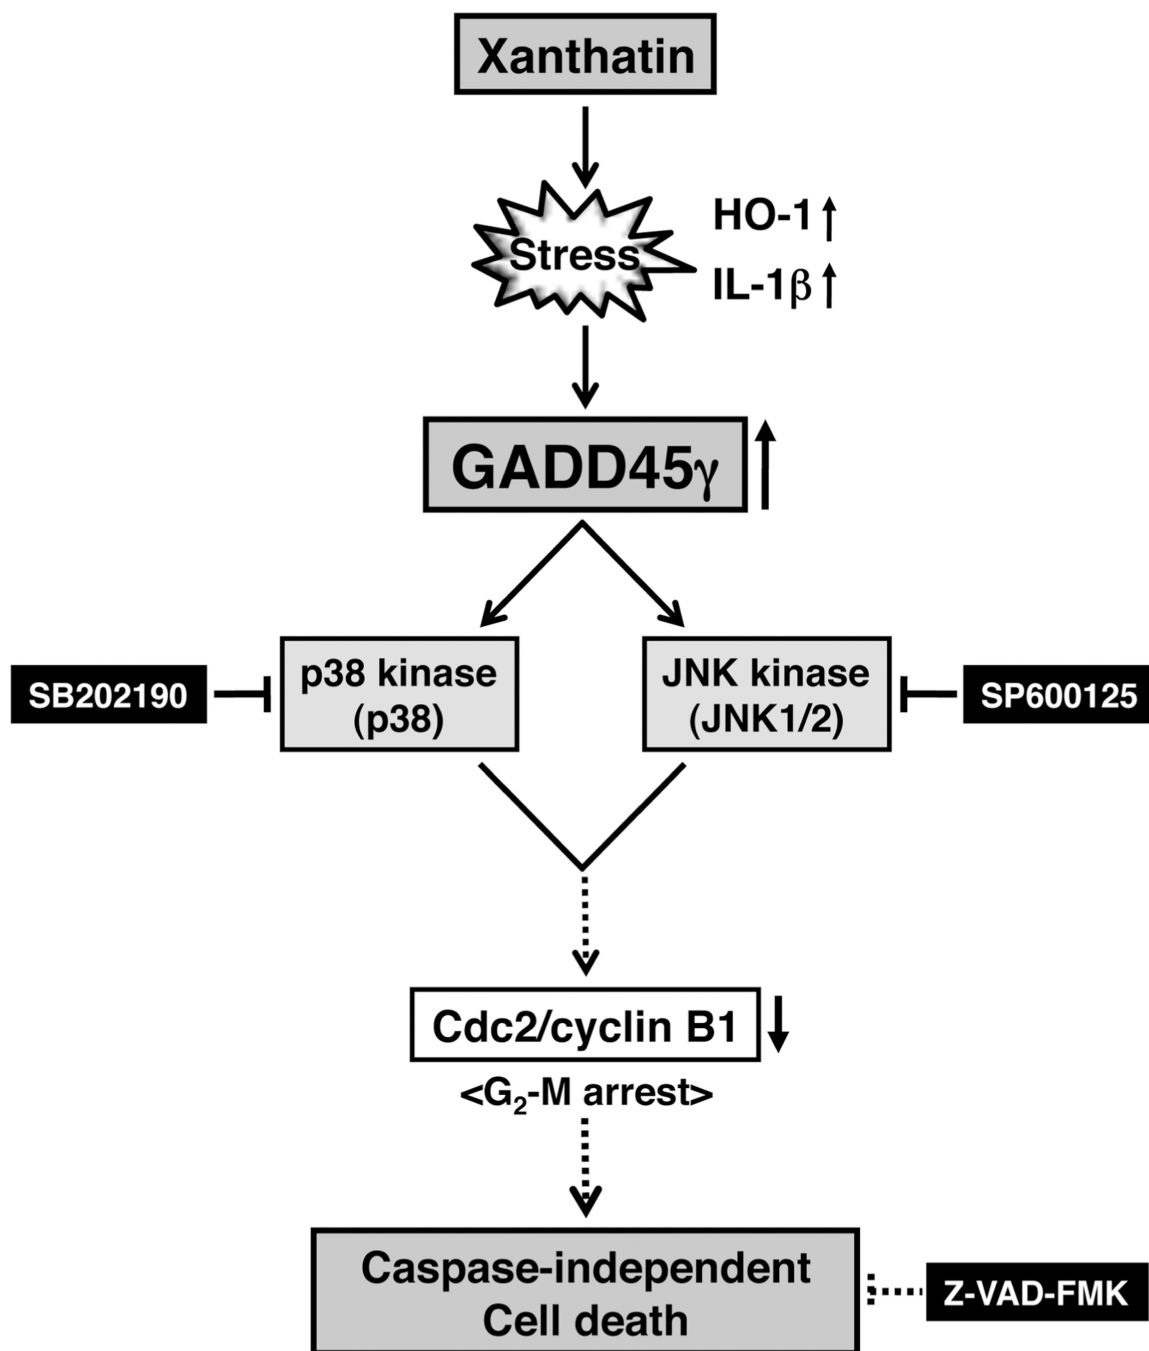 Xanthatin
Stress
HO-1↑
IL-1β↑
GADD45γ↑
SB202190
p38 kinase
(p38)
JNK kinase
(JNK1/2)
SP600125
Cdc2/cyclin B1↓
<G₂-M arrest>
Caspase-independent
Cell death
Z-VAD-FMK